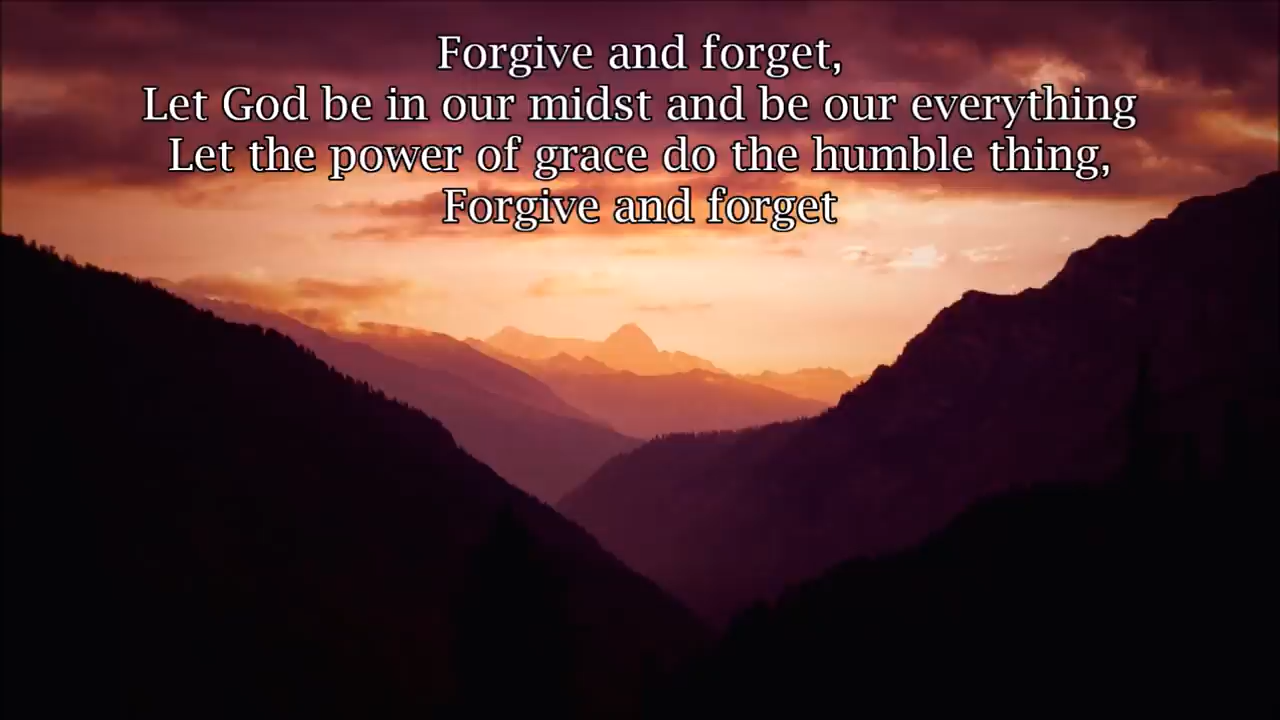 Forgive and forget,
Let God be in our midst and be our everything
Let the power of grace do the humble thing,
Forgive and forget